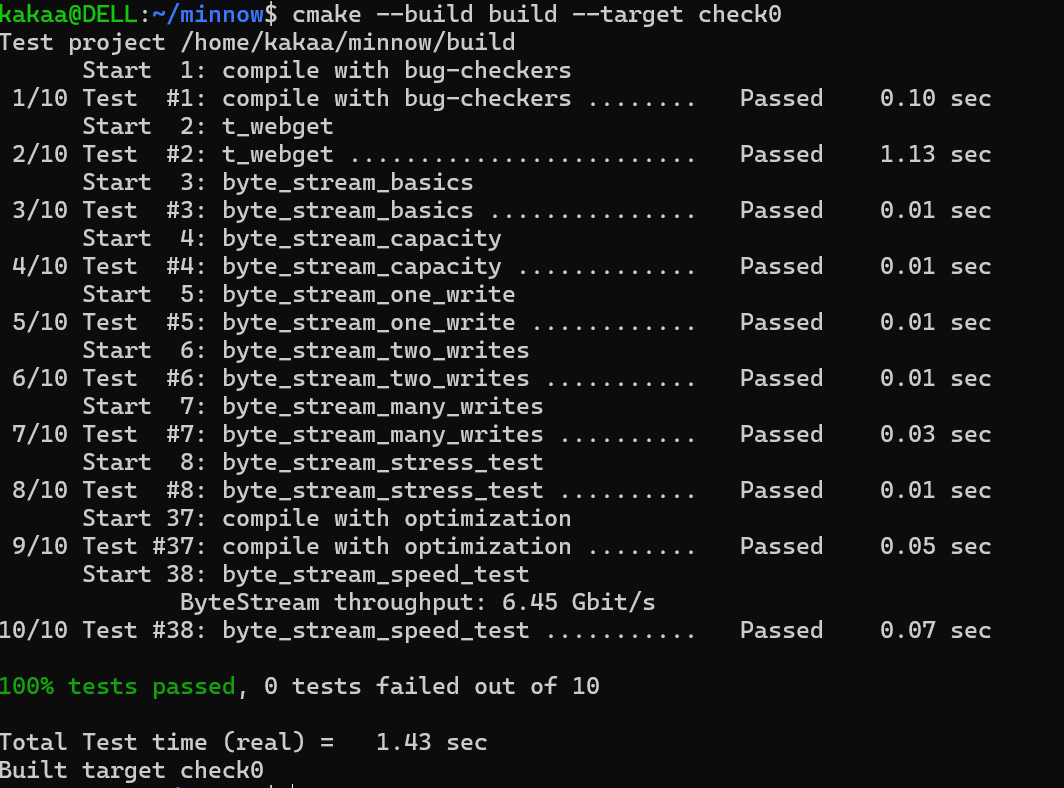 kakaa@DELL:~/minnow$ cmake --build build --target check0
Test project /home/kakaa/minnow/build
      Start  1: compile with bug-checkers
 1/10 Test  #1: compile with bug-checkers ........   Passed    0.10 sec
      Start  2: t_webget
 2/10 Test  #2: t_webget .........................   Passed    1.13 sec
      Start  3: byte_stream_basics
 3/10 Test  #3: byte_stream_basics ...............   Passed    0.01 sec
      Start  4: byte_stream_capacity
 4/10 Test  #4: byte_stream_capacity .............   Passed    0.01 sec
      Start  5: byte_stream_one_write
 5/10 Test  #5: byte_stream_one_write ............   Passed    0.01 sec
      Start  6: byte_stream_two_writes
 6/10 Test  #6: byte_stream_two_writes ...........   Passed    0.01 sec
      Start  7: byte_stream_many_writes
 7/10 Test  #7: byte_stream_many_writes ..........   Passed    0.03 sec
      Start  8: byte_stream_stress_test
 8/10 Test  #8: byte_stream_stress_test ..........   Passed    0.01 sec
      Start 37: compile with optimization
 9/10 Test #37: compile with optimization ........   Passed    0.05 sec
      Start 38: byte_stream_speed_test
             ByteStream throughput: 6.45 Gbit/s
10/10 Test #38: byte_stream_speed_test ...........   Passed    0.07 sec

100% tests passed, 0 tests failed out of 10

Total Test time (real) =   1.43 sec
Built target check0